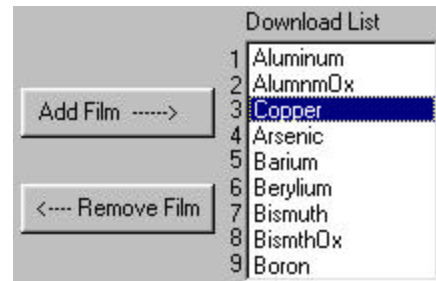 Download List
1 Aluminum
2 AlumnmOx
Add Film ------> 3 Copper
4 Arsenic
5 Barium
6 Berylium
<---- Remove Film 7 Bismuth
8 BismthOx
9 Boron